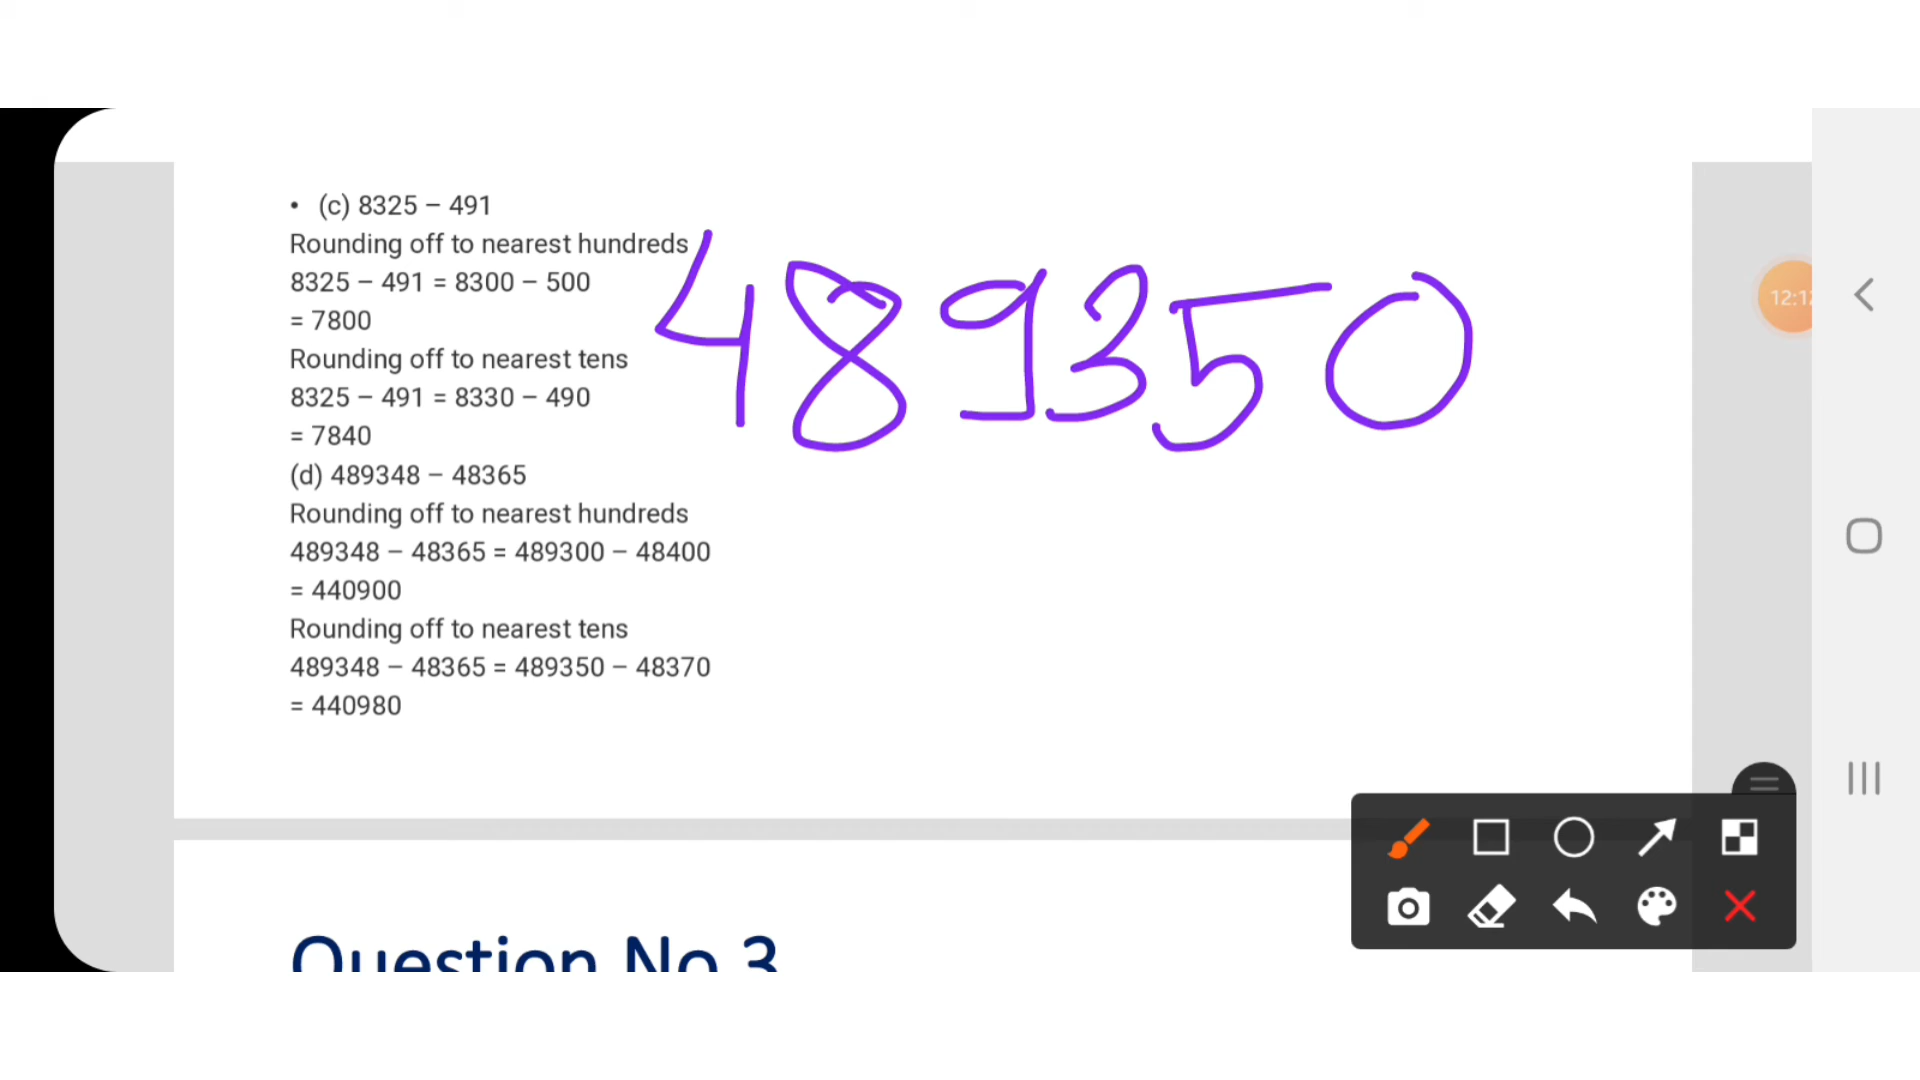 • (c) 8325 – 491
Rounding off to nearest hundreds
8325 – 491 = 8300 – 500
= 7800
Rounding off to nearest tens
8325 – 491 = 8330 – 490
= 7840
(d) 489348 – 48365
Rounding off to nearest hundreds
489348 – 48365 = 489300 – 48400
= 440900
Rounding off to nearest tens
489348 – 48365 = 489350 – 48370
= 440980
489350
12:12
Question No 3